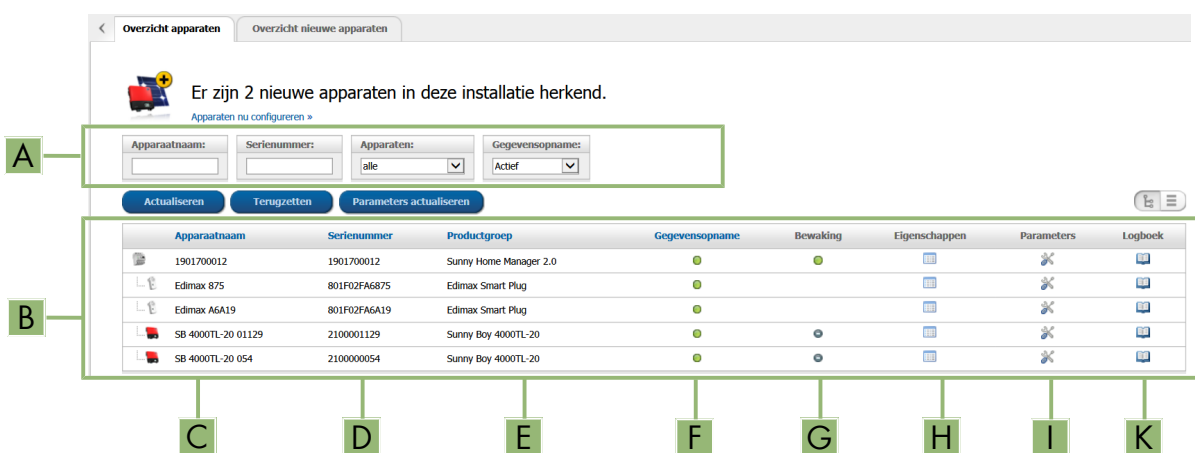 Overzicht apparaten Overzicht nieuwe apparaten
Er zijn 2 nieuwe apparaten in deze installatie herkend.
Apparaten nu configureren »
A
Apparaatnaam: Serienummer: Apparaten: Gegevensopname:
alle Actief
Actualiseren Terugzetten Parameters actualiseren
B
Apparaatnaam Serienummer Productgroep Gegevensopname Bewaking Eigenschappen Parameters Logboek
1901700012 1901700012 Sunny Home Manager 2.0
Edimax 875 801F02FA6875 Edimax Smart Plug
Edimax A6A19 801F02FA6A19 Edimax Smart Plug
SB 4000TL-20 01129 2100001129 Sunny Boy 4000TL-20
SB 4000TL-20 054 2100000054 Sunny Boy 4000TL-20
C D E F G H I K